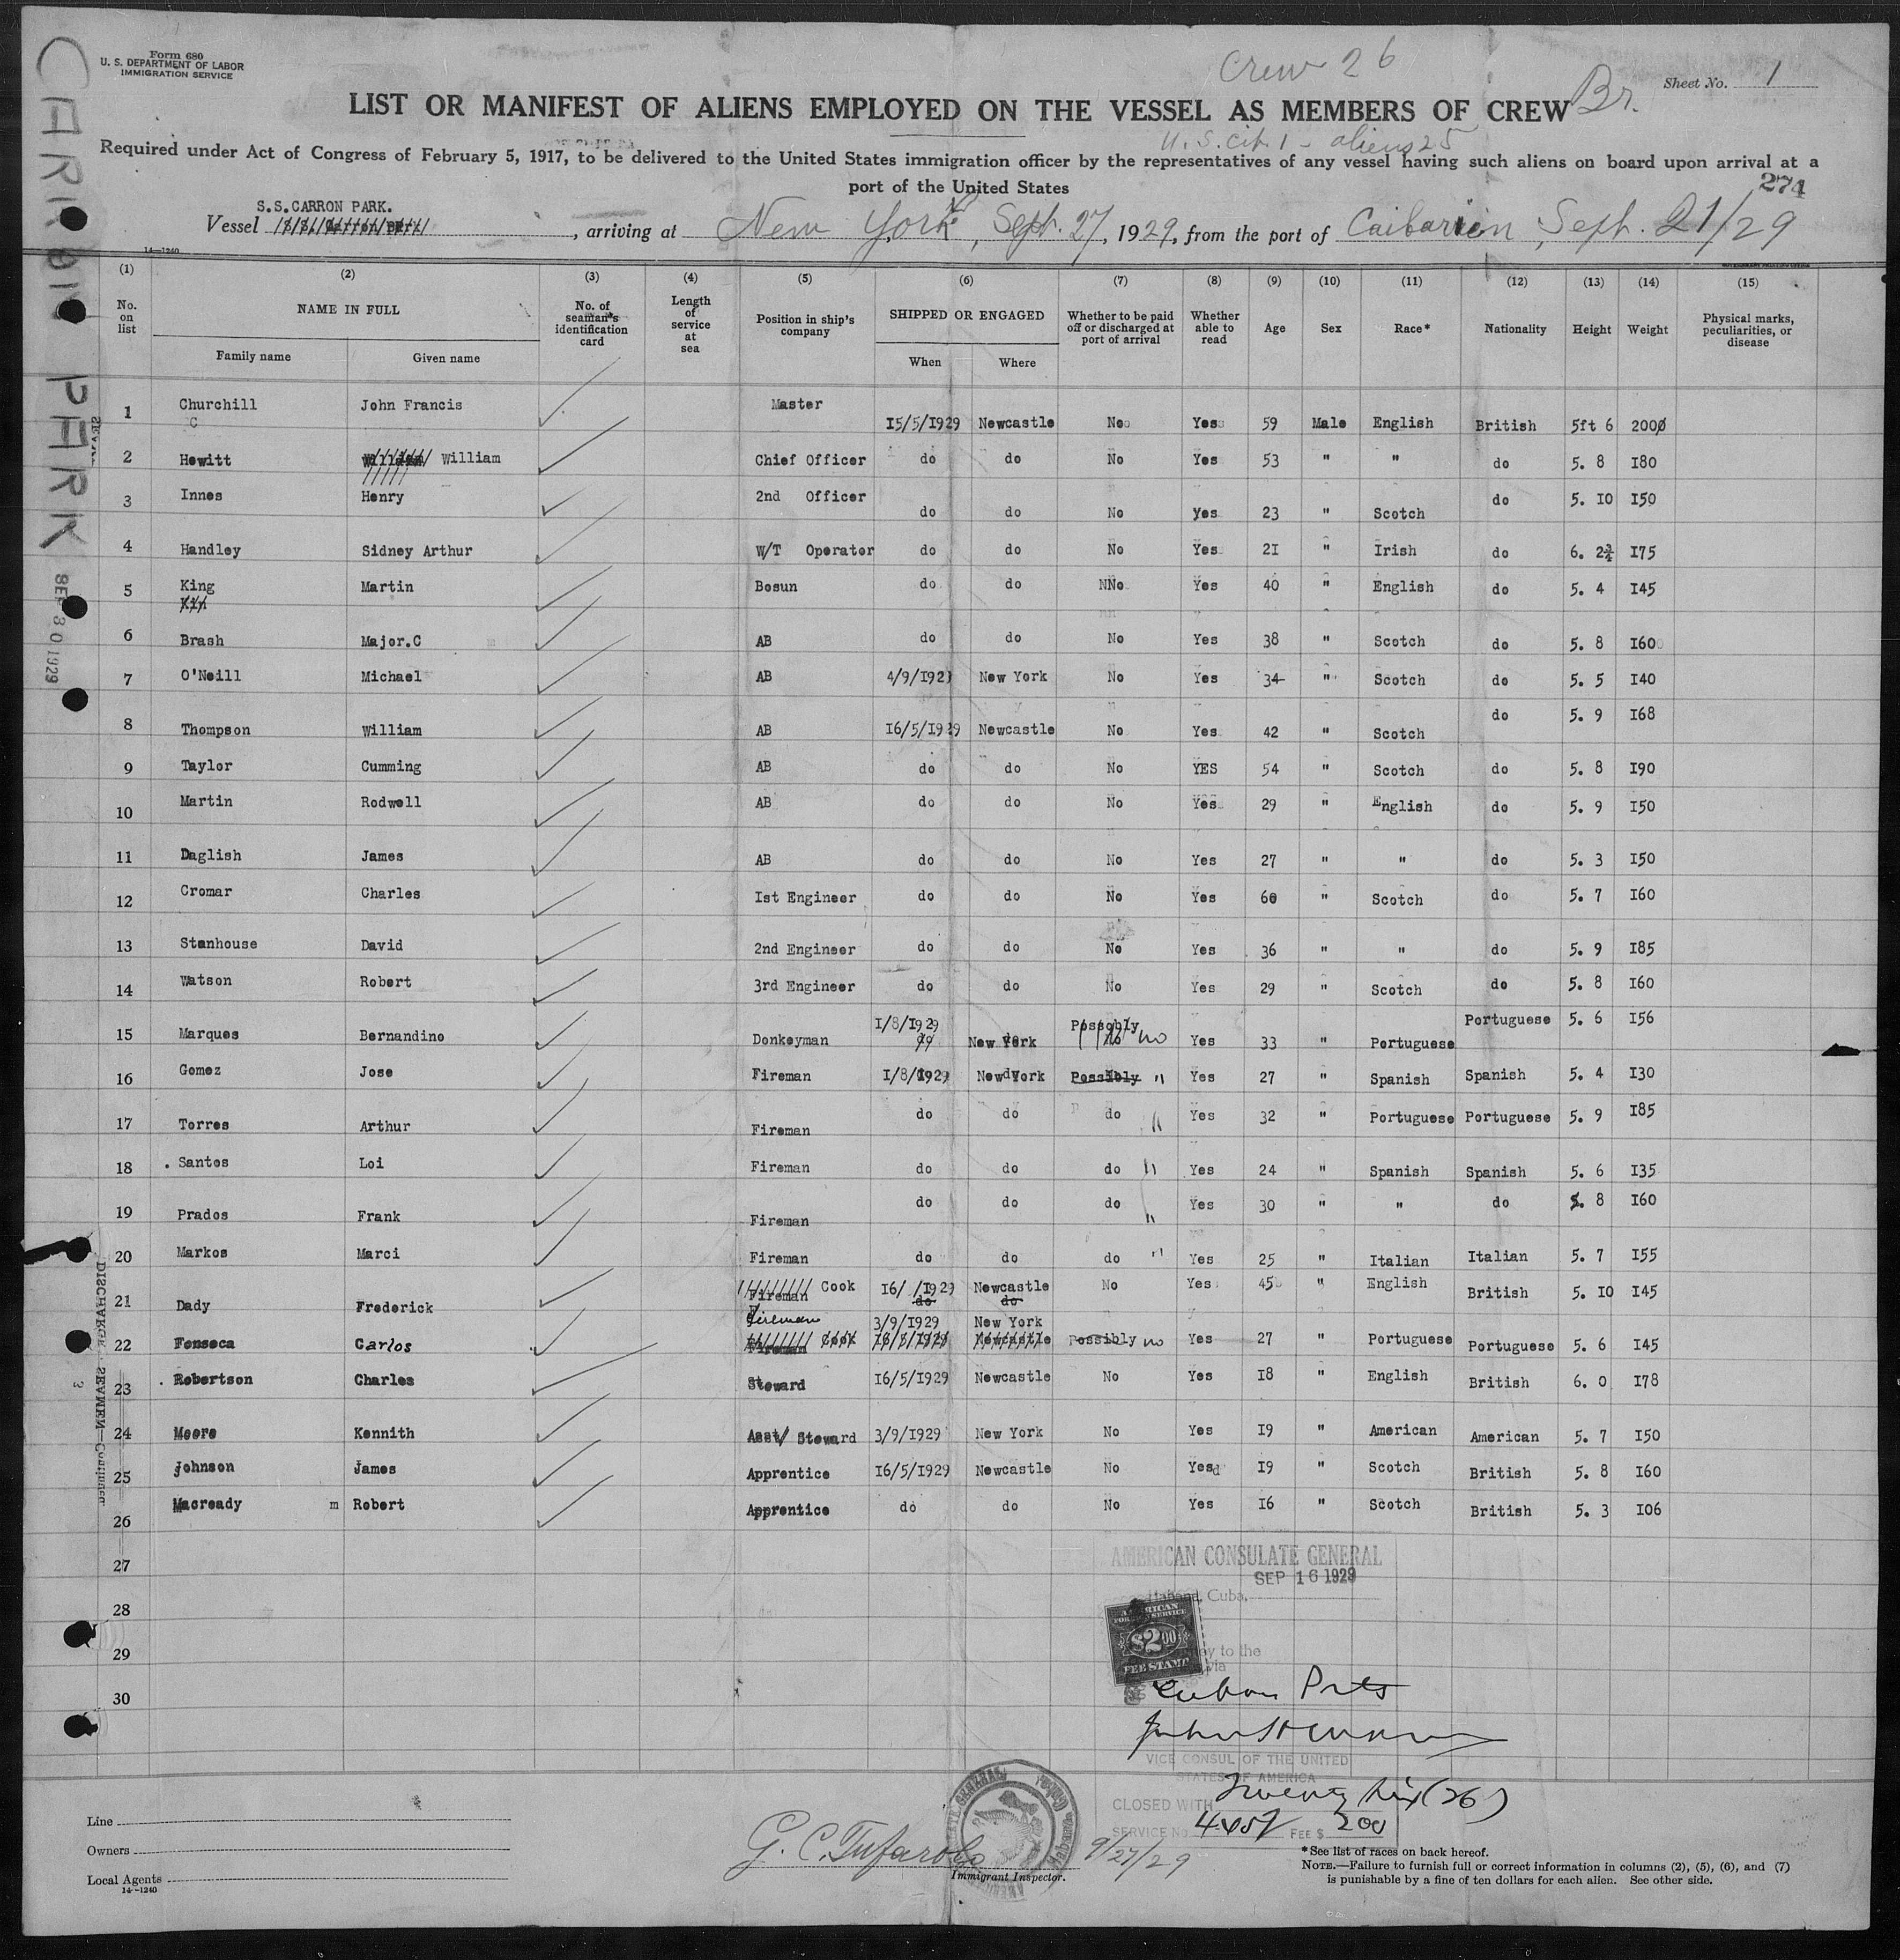 Form 680
U. S. DEPARTMENT OF LABOR
IMMIGRATION SERVICE
Crew 26
Br.
Sheet No. 1
LIST OR MANIFEST OF ALIENS EMPLOYED ON THE VESSEL AS MEMBERS OF CREW
U.S. cit. 1 - aliens 25
Required under Act of Congress of February 5, 1917, to be delivered to the United States immigration officer by the representatives of any vessel having such aliens on board upon arrival at a
port of the United States
274
S.S.CARRON PARK.
Vessel , arriving at New York, Sept. 27, 1929, from the port of Caibarien, Sept. 21/29
14—1240
CARRON PARK
SEP 30 1929
(1) (2) (3) (4) (5) (6) (7) (8) (9) (10) (11) (12) (13) (14) (15)
No. on list
NAME IN FULL
Family name Given name
No. of seaman's identification card
Length of service at sea
Position in ship's company
SHIPPED OR ENGAGED
When Where
Whether to be paid off or discharged at port of arrival
Whether able to read
Age Sex Race* Nationality Height Weight
Physical marks, peculiarities, or disease
1 Churchill John Francis Master 15/5/1929 Newcastle No Yes 59 Male English British 5ft 6 200
2 Hewitt William Chief Officer do do No Yes 53 " " do 5. 8 180
3 Innes Henry 2nd Officer do do No Yes 23 " Scotch do 5. 10 150
4 Handley Sidney Arthur W/T Operator do do No Yes 21 " Irish do 6. 2¾ 175
5 King Martin Bosun do do NNo Yes 40 " English do 5. 4 145
6 Brash Major.C AB do do No Yes 38 " Scotch do 5. 8 160
7 O'Neill Michael AB 4/9/1929 New York No Yes 34 " Scotch do 5. 5 140
8 Thompson William AB 16/5/1929 Newcastle No Yes 42 " Scotch do 5. 9 168
9 Taylor Cumming AB do do No YES 54 " Scotch do 5. 8 190
10 Martin Rodwell AB do do No Yes 29 " English do 5. 9 150
11 Daglish James AB do do No Yes 27 " " do 5. 3 150
12 Cromar Charles Ist Engineer do do No Yes 60 " Scotch do 5. 7 160
13 Stenhouse David 2nd Engineer do do No Yes 36 " " do 5. 9 185
14 Watson Robert 3rd Engineer do do No Yes 29 " Scotch do 5. 8 160
15 Marques Bernandino Donkeyman 1/8/1929 New York Possobly no Yes 33 " Portuguese Portuguese 5. 6 156
16 Gomez Jose Fireman 1/8/1929 New York Possibly " Yes 27 " Spanish Spanish 5. 4 130
17 Torres Arthur Fireman do do do " Yes 32 " Portuguese Portuguese 5. 9 185
18 Santos Loi Fireman do do do " Yes 24 " Spanish Spanish 5. 6 135
19 Prados Frank Fireman do do do " Yes 30 " " do 5. 8 160
20 Markos Marci Fireman do do do " Yes 25 " Italian Italian 5. 7 155
21 Dady Frederick Fireman Cook 16/ /1929 Newcastle do No Yes 45 " English British 5. 10 145
22 Fonseca Carlos Fireman 3/9/1929 New York Possibly no Yes 27 " Portuguese Portuguese 5. 6 145
23 Robertson Charles Steward 16/5/1929 Newcastle No Yes 18 " English British 6. 0 178
24 Moore Kennith Asst/ Steward 3/9/1929 New York No Yes 19 " American American 5. 7 150
25 Johnson James Apprentice 16/5/1929 Newcastle No Yes 19 " Scotch British 5. 8 160
26 Macready m Robert Apprentice do do No Yes 16 " Scotch British 5. 3 106
27
28
29
30
DISCHARGE SEAMEN—Continued
AMERICAN CONSULATE GENERAL
SEP 16 1929
Habana, Cuba,
AMERICAN FOREIGN SERVICE
$2.00
FEE STAMP
to the
via
Cuban Ports
VICE CONSUL OF THE UNITED
STATES OF AMERICA
CLOSED WITH Twenty Six (26)
SERVICE No. FEE $ 200
Line
Owners
Local Agents
14—1240
G. C. Tufarolo 9/27/29
Immigrant Inspector.
*See list of races on back hereof.
NOTE.—Failure to furnish full or correct information in columns (2), (5), (6), and (7)
is punishable by a fine of ten dollars for each alien. See other side.